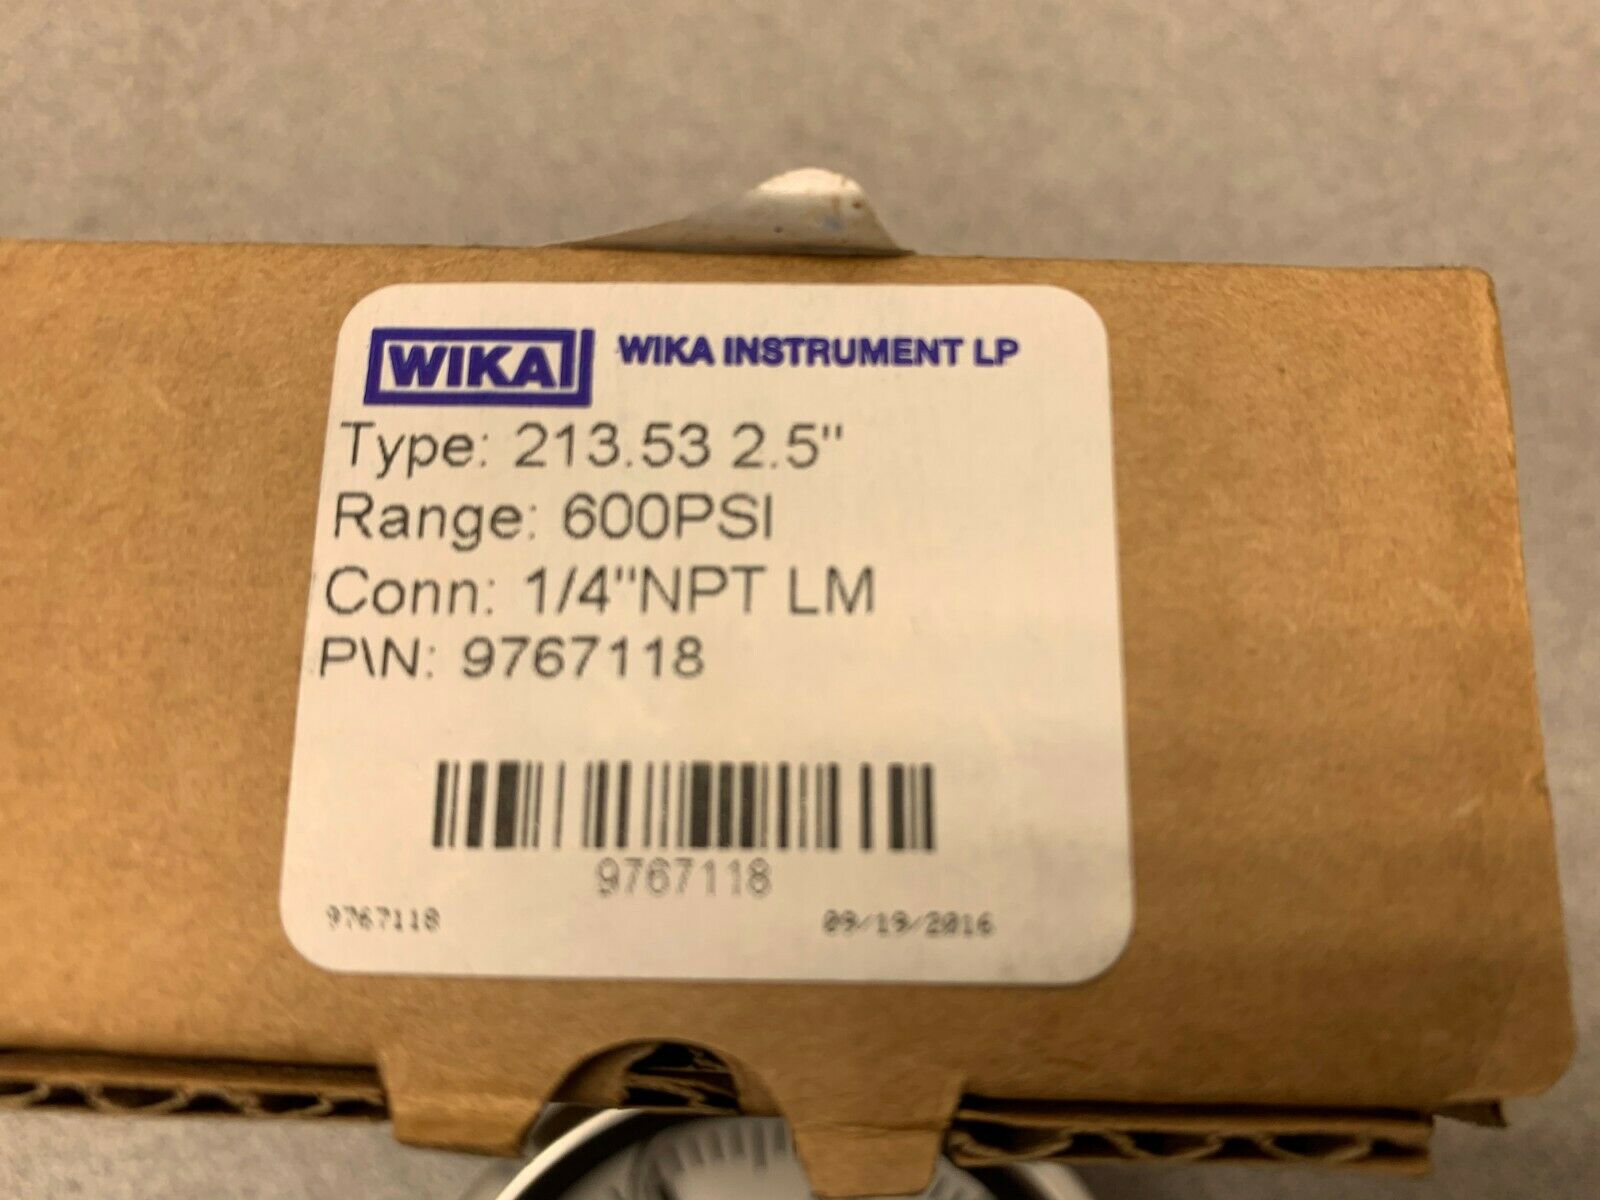 WIKA WIKA INSTRUMENT LP
Type: 213.53 2.5"
Range: 600PSI
Conn: 1/4"NPT LM
P\N: 9767118
9767118
9767118 09/19/2016